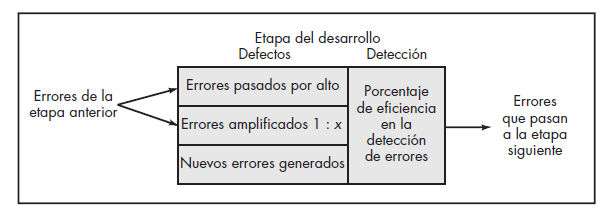 Etapa del desarrollo
Defectos
Detección
Errores de la
etapa anterior
Errores pasados por alto
Errores amplificados 1 : x
Nuevos errores generados
Porcentaje
de eficiencia
en la
detección
de errores
Errores
que pasan
a la etapa
siguiente